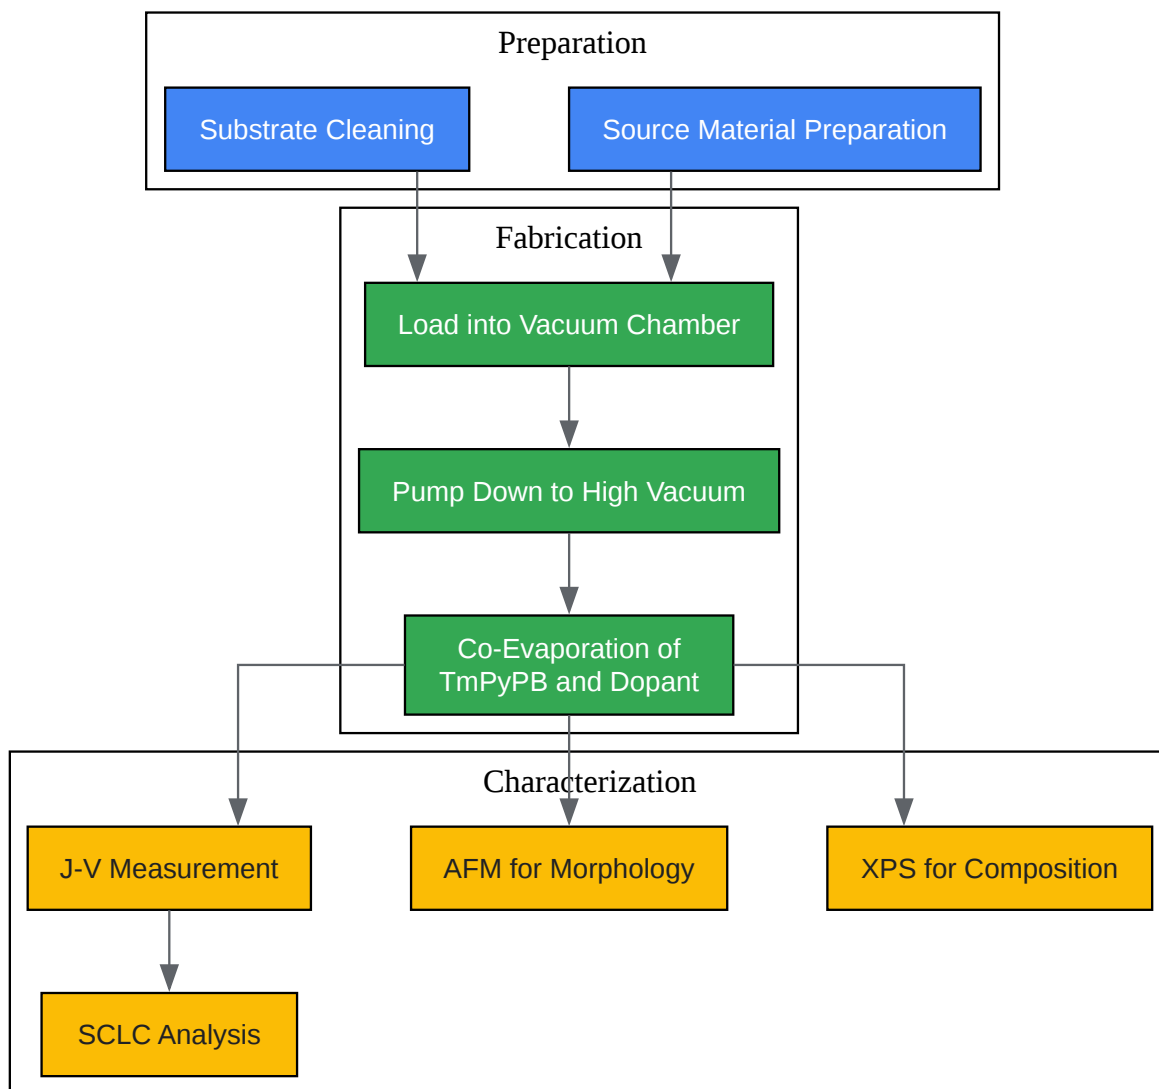 Preparation
Substrate Cleaning
Source Material Preparation
Fabrication
Load into Vacuum Chamber
Pump Down to High Vacuum
Co-Evaporation of
TmPyPB and Dopant
Characterization
J-V Measurement
AFM for Morphology
XPS for Composition
SCLC Analysis